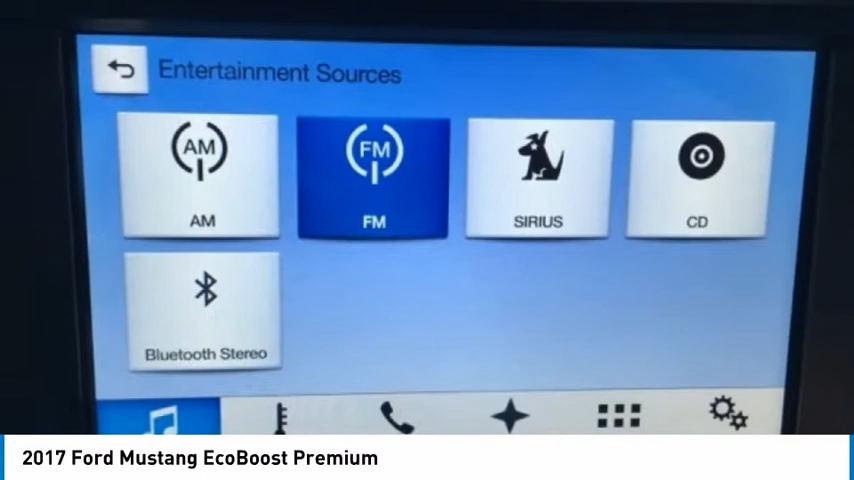 Entertainment Sources
AM
FM
AM
FM
SIRIUS
CD
Bluetooth Stereo
2017 Ford Mustang EcoBoost Premium